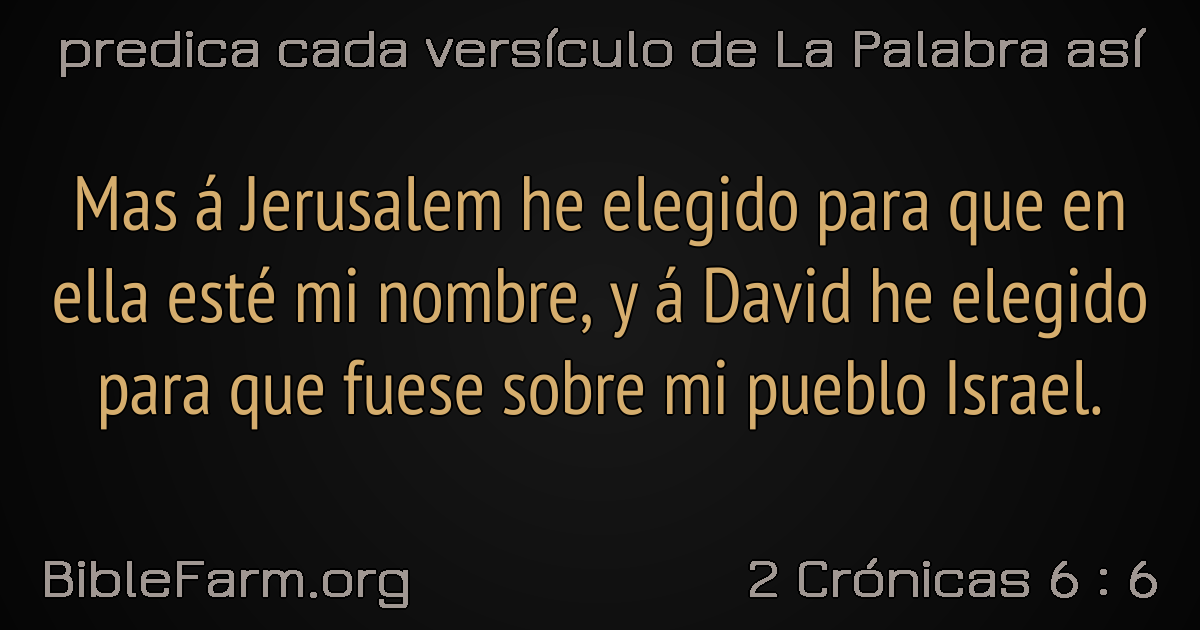 predica cada versículo de La Palabra así
Mas á Jerusalem he elegido para que en
ella esté mi nombre, y á David he elegido
para que fuese sobre mi pueblo Israel.
BibleFarm.org
2 Crónicas 6 : 6